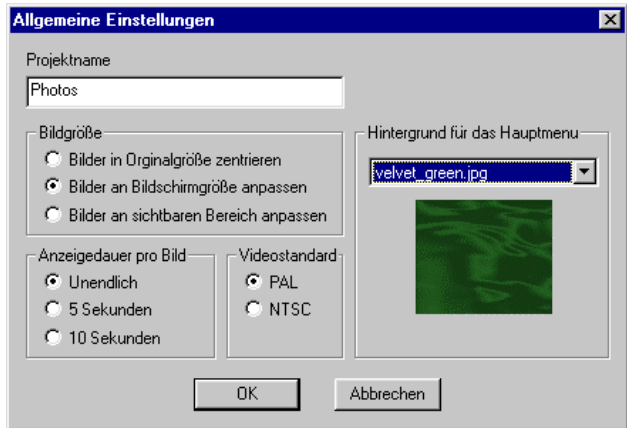 Allgemeine Einstellungen
Projektname
Photos
Bildgröße
Bilder in Orginalgröße zentrieren
Bilder an Bildschirmgröße anpassen
Bilder an sichtbaren Bereich anpassen
Hintergrund für das Hauptmenu
velvet_green.jpg
Anzeigedauer pro Bild
Unendlich
5 Sekunden
10 Sekunden
Videostandard
PAL
NTSC
OK
Abbrechen